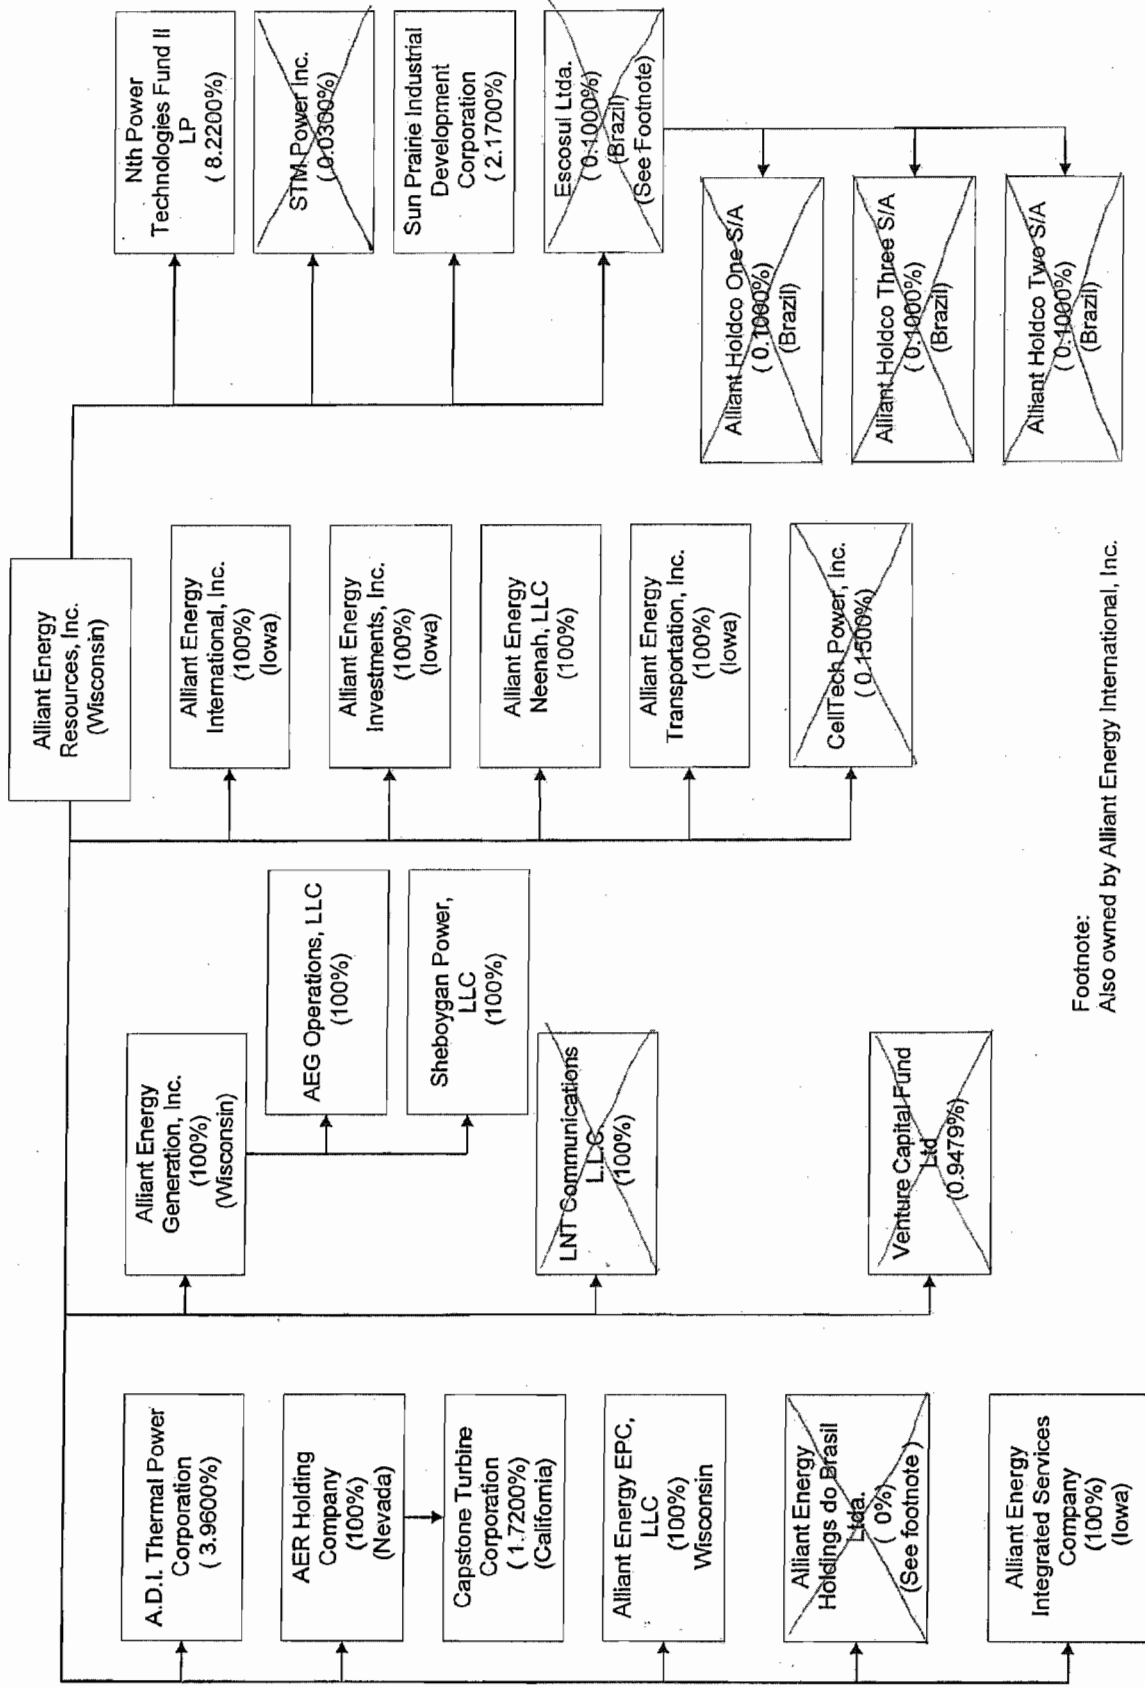 Alliant Energy
Resources, Inc.
(Wisconsin)
A.D.I. Thermal Power
Corporation
( 3.9600%)
AER Holding
Company
(100%)
(Nevada)
Capstone Turbine
Corporation
( 1.7200%)
(California)
Alliant Energy EPC,
LLC
(100%)
Wisconsin
Alliant Energy
Holdings do Brasil
Ltda.
( 0%)
(See footnote )
Alliant Energy
Integrated Services
Company
(100%)
(Iowa)
Alliant Energy
Generation, Inc.
(100%)
(Wisconsin)
AEG Operations, LLC
(100%)
Sheboygan Power,
LLC
(100%)
LNT Communications
L.L.C.
(100%)
Venture Capital Fund
Ltd
(0.9479%)
Alliant Energy
International, Inc.
(100%)
(Iowa)
Alliant Energy
Investments, Inc.
(100%)
(Iowa)
Alliant Energy
Neenah, LLC
(100%)
Alliant Energy
Transportation, Inc.
(100%)
(Iowa)
CellTech Power, Inc.
( 0.1500%)
Nth Power
Technologies Fund II
LP
( 8.2200%)
STM Power Inc.
( 0.0300%)
Sun Prairie Industrial
Development
Corporation
( 2.1700%)
Escosul Ltda.
( 0.1000%)
(Brazil)
(See Footnote)
Alliant Holdco One S/A
( 0.1000%)
(Brazil)
Alliant Holdco Three S/A
( 0.1000%)
(Brazil)
Alliant Holdco Two S/A
( 0.1000%)
(Brazil)
Footnote:
Also owned by Alliant Energy International, Inc.